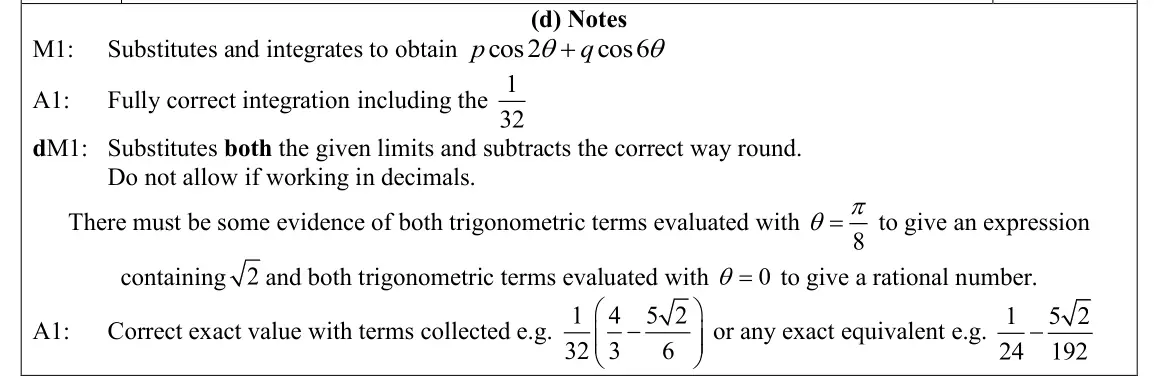 (d) Notes
M1: Substitutes and integrates to obtain p cos 2θ + q cos 6θ
A1: Fully correct integration including the 1/32
dM1: Substitutes both the given limits and subtracts the correct way round.
Do not allow if working in decimals.
There must be some evidence of both trigonometric terms evaluated with θ = π/8 to give an expression
containing √2 and both trigonometric terms evaluated with θ = 0 to give a rational number.
A1: Correct exact value with terms collected e.g. 1/32 (4/3 − 5√2/6) or any exact equivalent e.g. 1/24 − 5√2/192